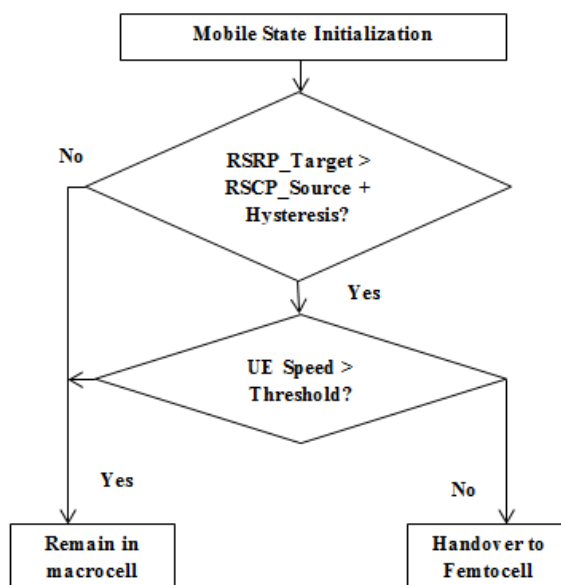 Mobile State Initialization
No
RSRP_Target >
RSCP_Source +
Hysteresis?
Yes
UE Speed >
Threshold?
Yes
No
Remain in
macrocell
Handover to
Femtocell